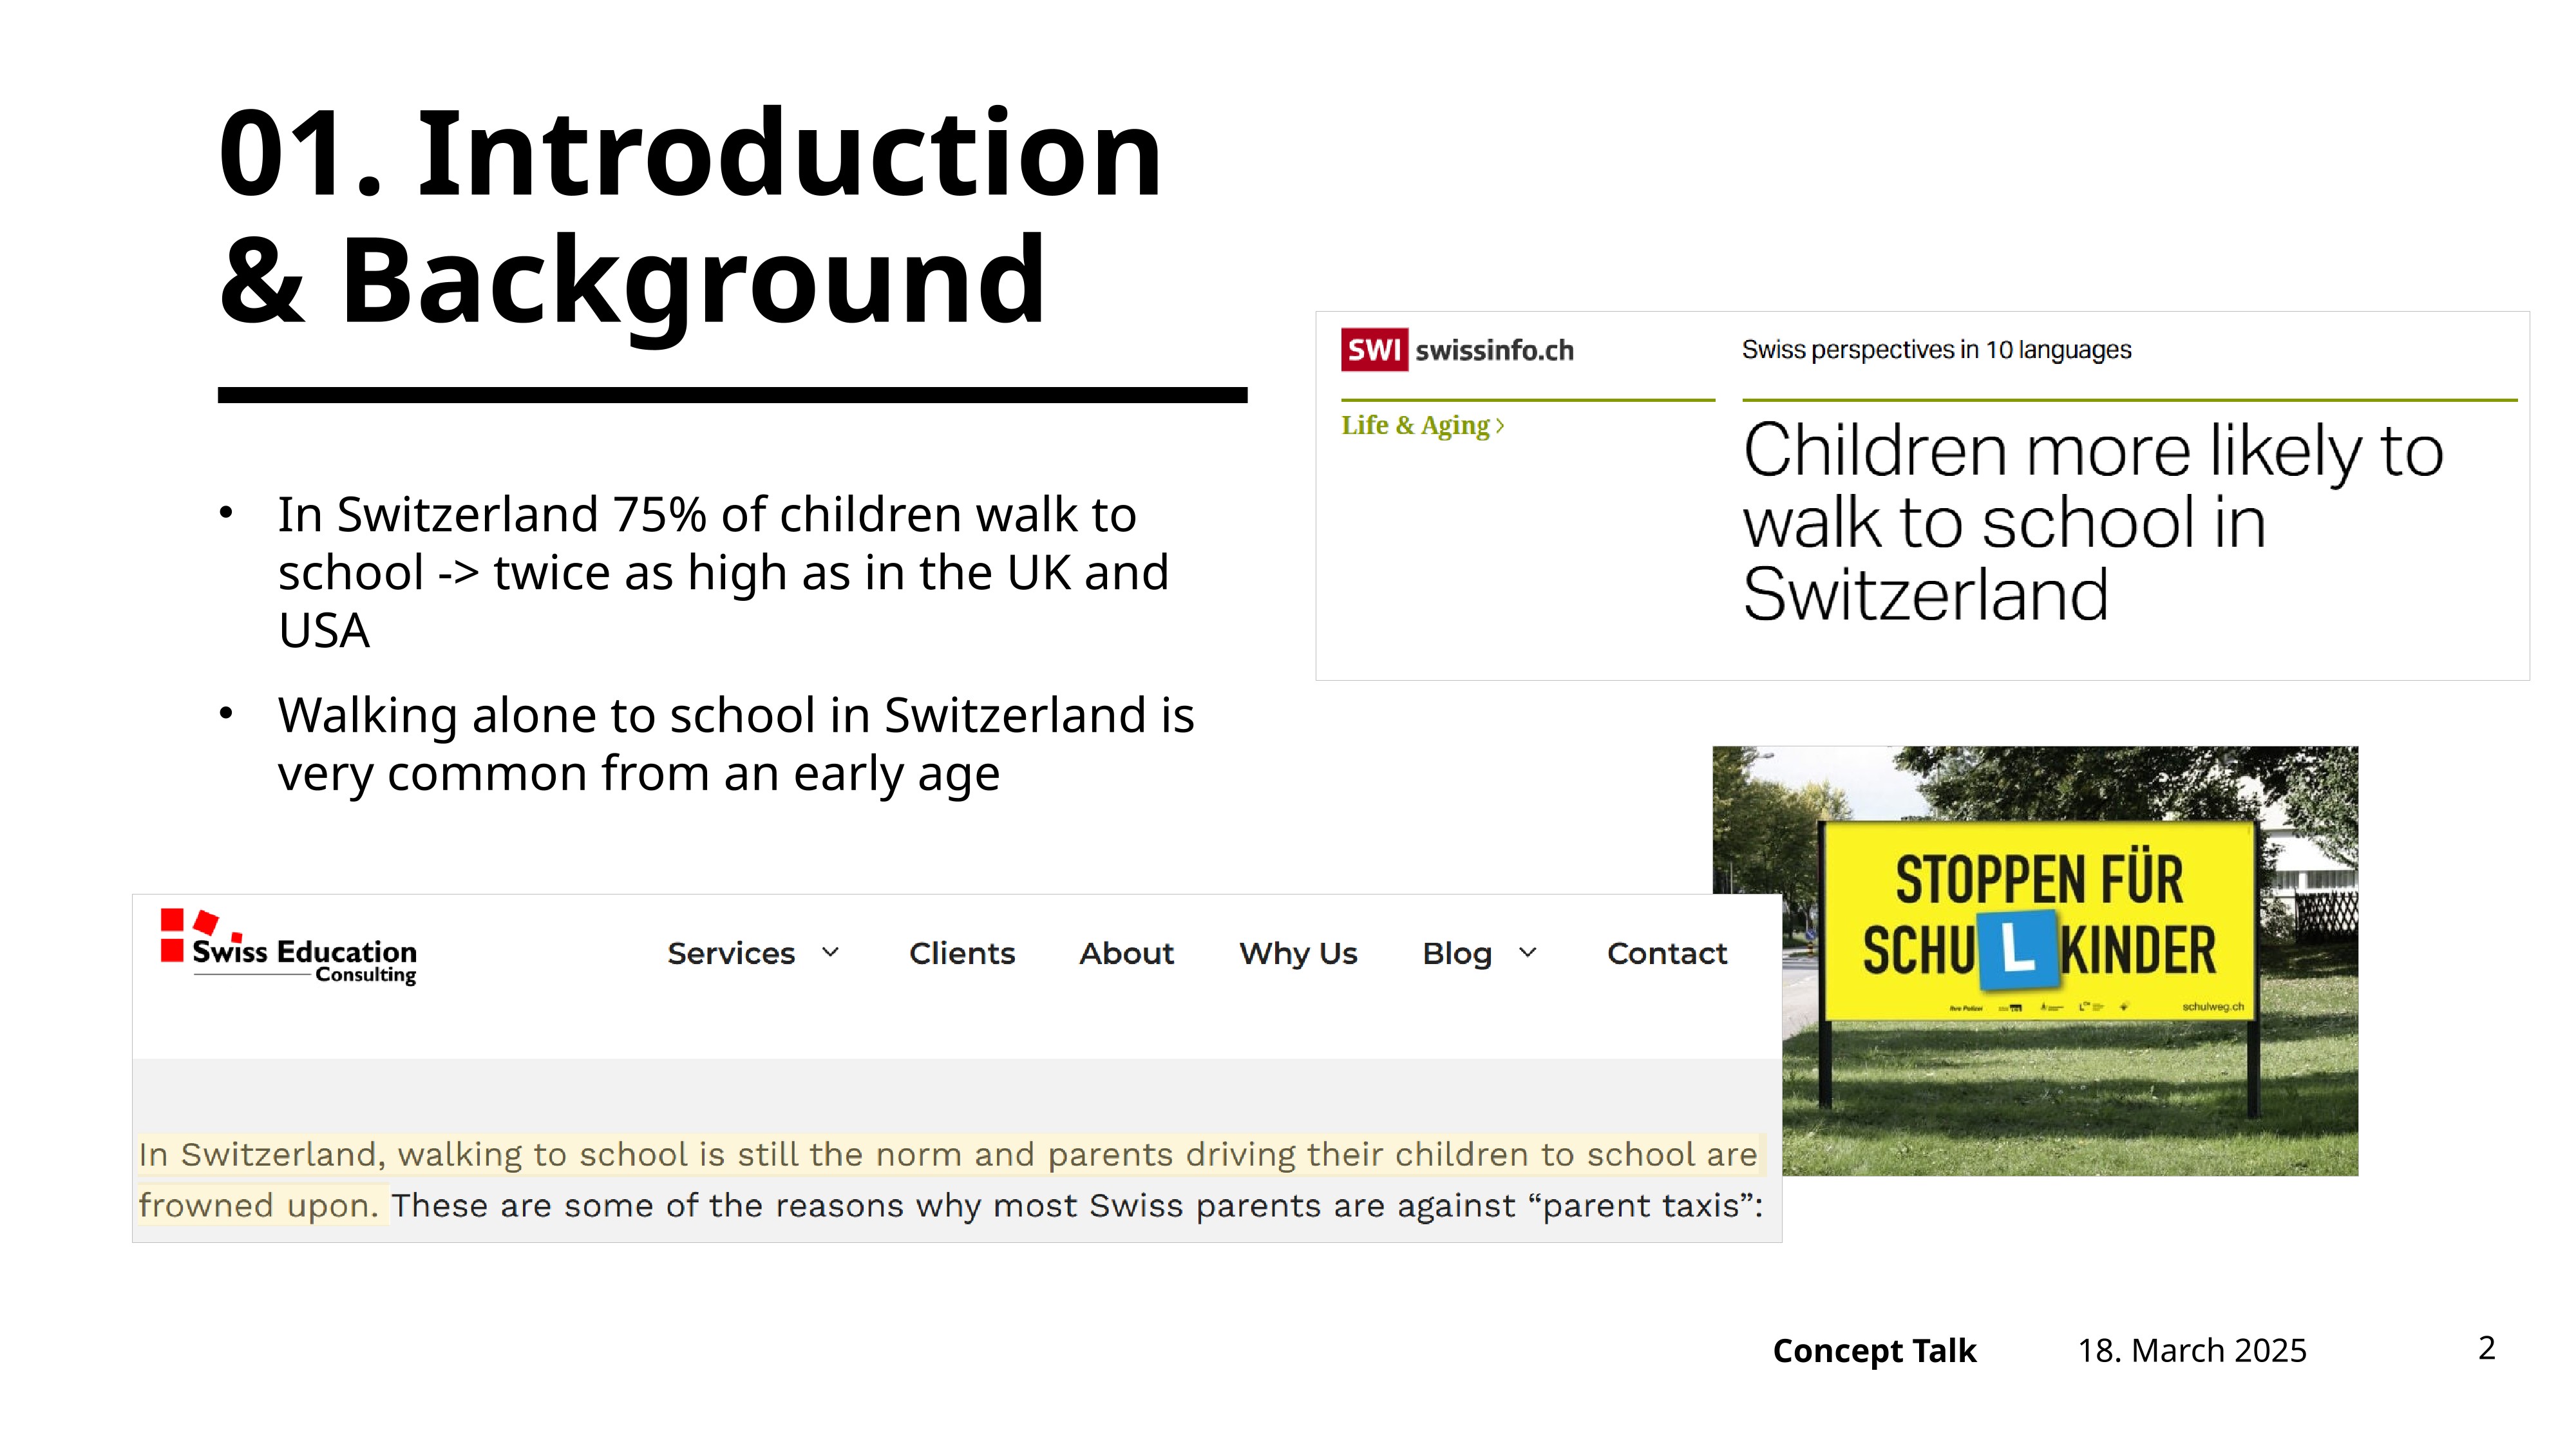 01. Introduction
& Background
• In Switzerland 75% of children walk to
school -> twice as high as in the UK and
USA
• Walking alone to school in Switzerland is
very common from an early age
SWI swissinfo.ch
Swiss perspectives in 10 languages
Life & Aging >
Children more likely to
walk to school in
Switzerland
STOPPEN FÜR
SCHULKINDER
Ihre Polizei
schulweg.ch
Swiss Education
Consulting
Services Clients About Why Us Blog Contact
In Switzerland, walking to school is still the norm and parents driving their children to school are
frowned upon. These are some of the reasons why most Swiss parents are against “parent taxis”:
Concept Talk 18. March 2025 2